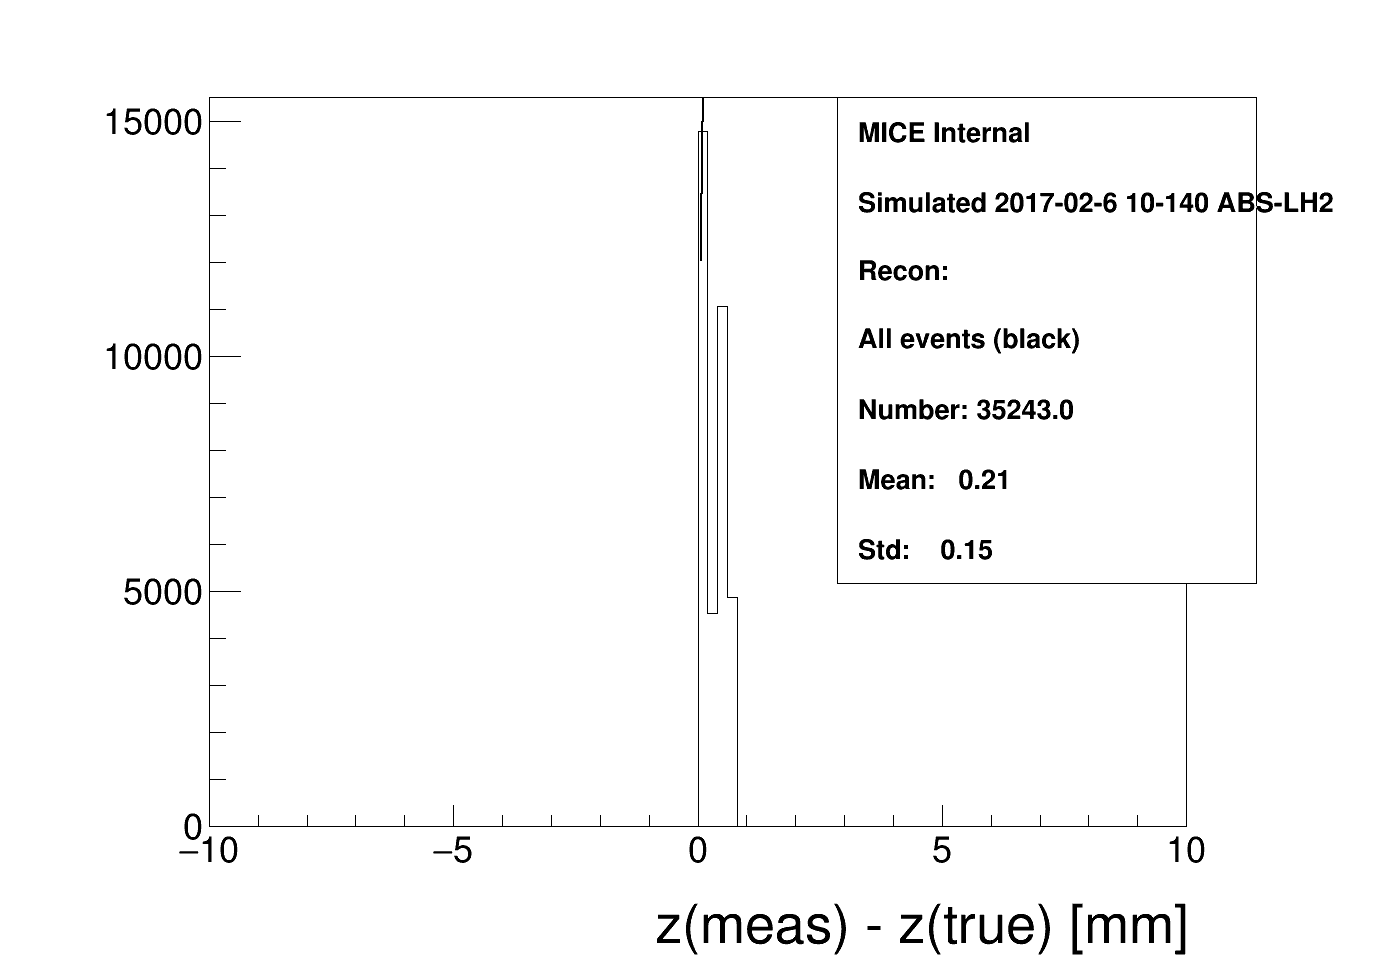 15000
10000
5000
0
−10
−5
0
5
10
z(meas) - z(true) [mm]
MICE Internal
Simulated 2017-02-6 10-140 ABS-LH2
Recon:
All events (black)
Number: 35243.0
Mean: 0.21
Std: 0.15